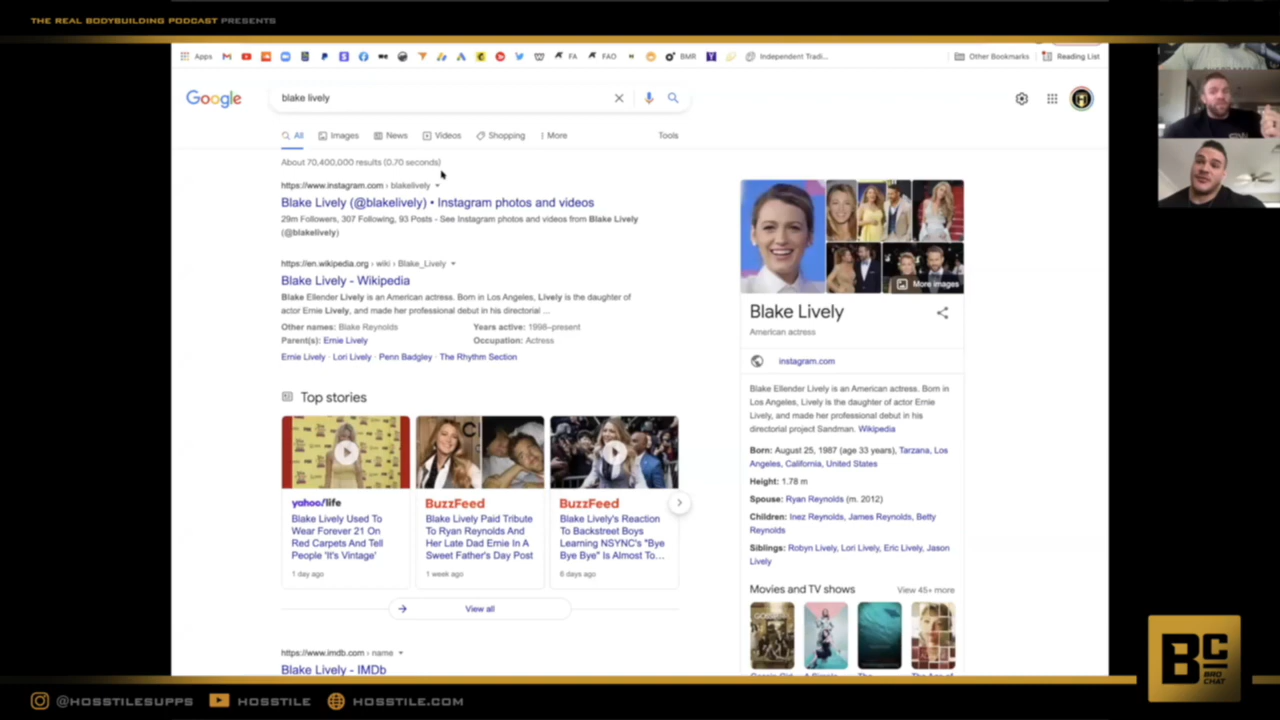 THE REAL BODYBUILDING PODCAST PRESENTS
Apps
FA
FAO
BMR
Independent Tradi...
Other Bookmarks
Reading List
Google
blake lively
All
Images
News
Videos
Shopping
More
Tools
About 70,400,000 results (0.70 seconds)
https://www.instagram.com › blakelively
Blake Lively (@blakelively) • Instagram photos and videos
29m Followers, 307 Following, 93 Posts - See Instagram photos and videos from Blake Lively
(@blakelively)
https://en.wikipedia.org › wiki › Blake_Lively
Blake Lively - Wikipedia
Blake Ellender Lively is an American actress. Born in Los Angeles, Lively is the daughter of
actor Ernie Lively, and made her professional debut in his directorial ...
Other names: Blake Reynolds
Years active: 1998–present
Parent(s): Ernie Lively
Occupation: Actress
Ernie Lively · Lori Lively · Penn Badgley · The Rhythm Section
Top stories
yahoo/life
Blake Lively Used To
Wear Forever 21 On
Red Carpets And Tell
People 'It's Vintage'
1 day ago
BuzzFeed
Blake Lively Paid Tribute
To Ryan Reynolds And
Her Late Dad Ernie In A
Sweet Father's Day Post
1 week ago
BuzzFeed
Blake Lively's Reaction
To Backstreet Boys
Learning NSYNC's "Bye
Bye Bye" Is Almost To...
6 days ago
View all
https://www.imdb.com › name
Blake Lively - IMDb
More images
Blake Lively
American actress
instagram.com
Blake Ellender Lively is an American actress. Born in
Los Angeles, Lively is the daughter of actor Ernie
Lively, and made her professional debut in his
directorial project Sandman. Wikipedia
Born: August 25, 1987 (age 33 years), Tarzana, Los
Angeles, California, United States
Height: 1.78 m
Spouse: Ryan Reynolds (m. 2012)
Children: Inez Reynolds, James Reynolds, Betty
Reynolds
Siblings: Robyn Lively, Lori Lively, Eric Lively, Jason
Lively
Movies and TV shows
View 45+ more
BC
BRO
CHAT
@HOSSTILESUPPS
HOSSTILE
HOSSTILE.COM